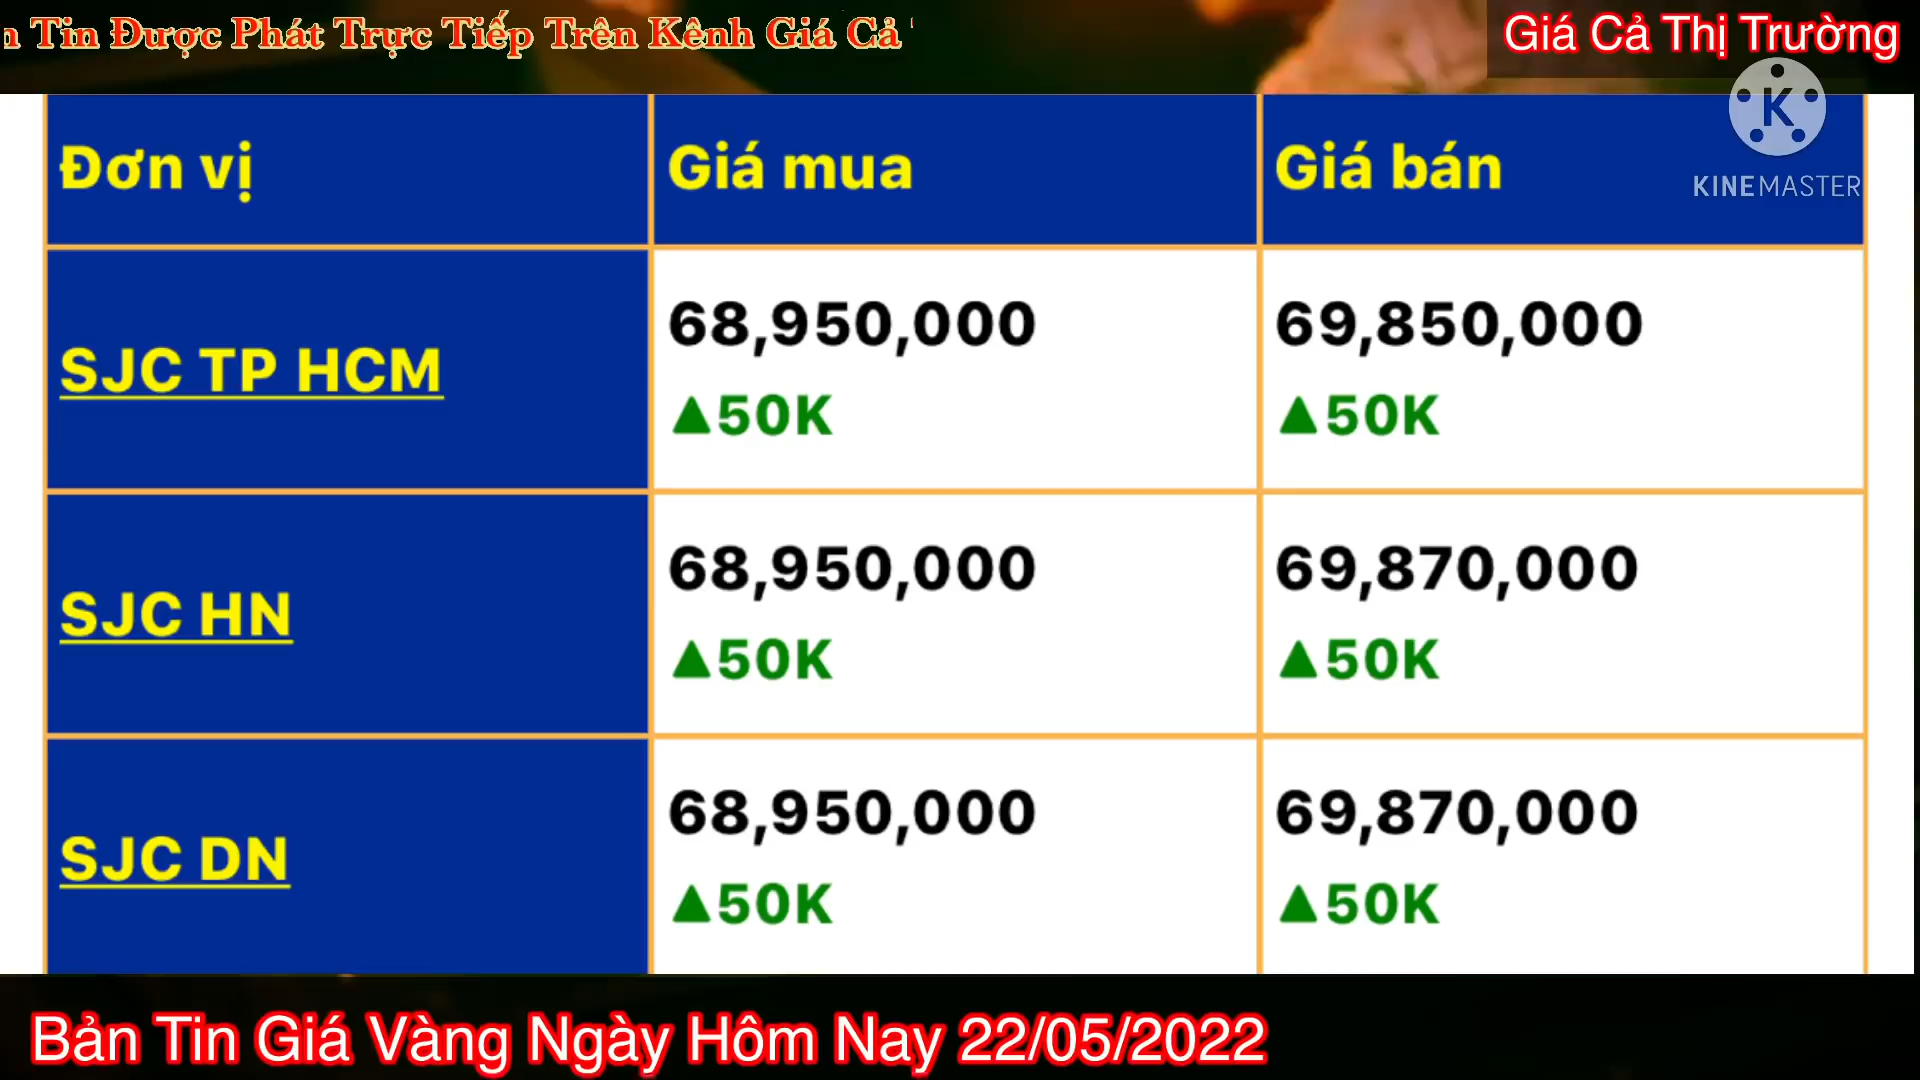 Tin Được Phát Trực Tiếp Trên Kênh Giá Cả
Giá Cả Thị Trường
KINEMASTER
Đơn vị Giá mua Giá bán
SJC TP HCM 68,950,000 69,850,000
▲50K ▲50K
SJC HN 68,950,000 69,870,000
▲50K ▲50K
SJC DN 68,950,000 69,870,000
▲50K ▲50K
Bản Tin Giá Vàng Ngày Hôm Nay 22/05/2022